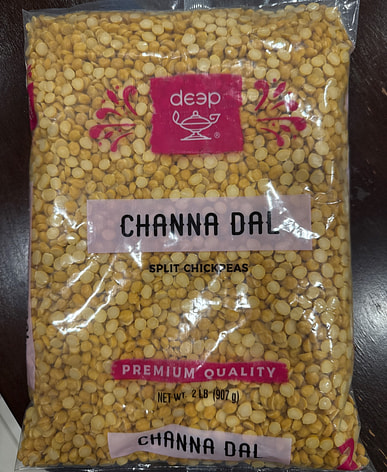 deep
®
CHANNA DAL
SPLIT CHICKPEAS
PREMIUM QUALITY
NET WT 2 LB (907 g)
CHANNA DAL